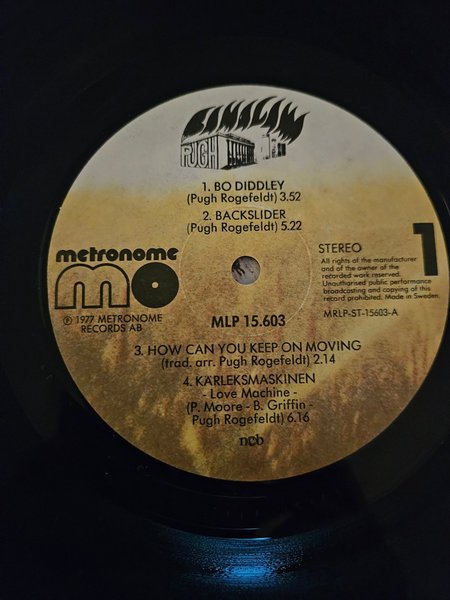 BINALIW
PUGH
1. BO DIDDLEY
(Pugh Rogefeldt) 3.52
2. BACKSLIDER
(Pugh Rogefeldt) 5.22
metronome
mo
℗ 1977 METRONOME
RECORDS AB
STEREO
1
All rights of the manufacturer
and of the owner of the
recorded work reserved.
Unauthorised public performance
broadcasting and copying of this
record prohibited. Made in Sweden.
MRLP-ST-15603-A
MLP 15.603
3. HOW CAN YOU KEEP ON MOVING
(trad. arr. Pugh Rogefeldt) 2.14
4. KÄRLEKSMASKINEN
- Love Machine -
(P. Moore - B. Griffin -
Pugh Rogefeldt) 6.16
ncb